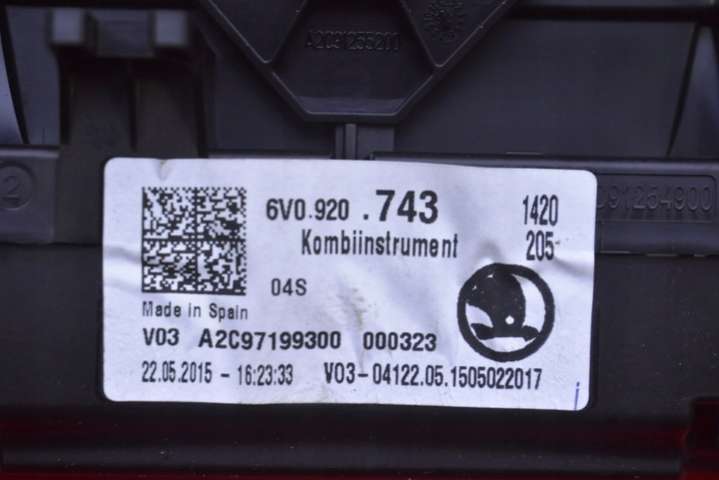 A2C91255200
2
6V0.920 .743 1420
Kombiinstrument 205-
04S
Made in Spain
V03 A2C97199300 000323
22.05.2015 - 16:23:33 V03-04122.05.1505022017